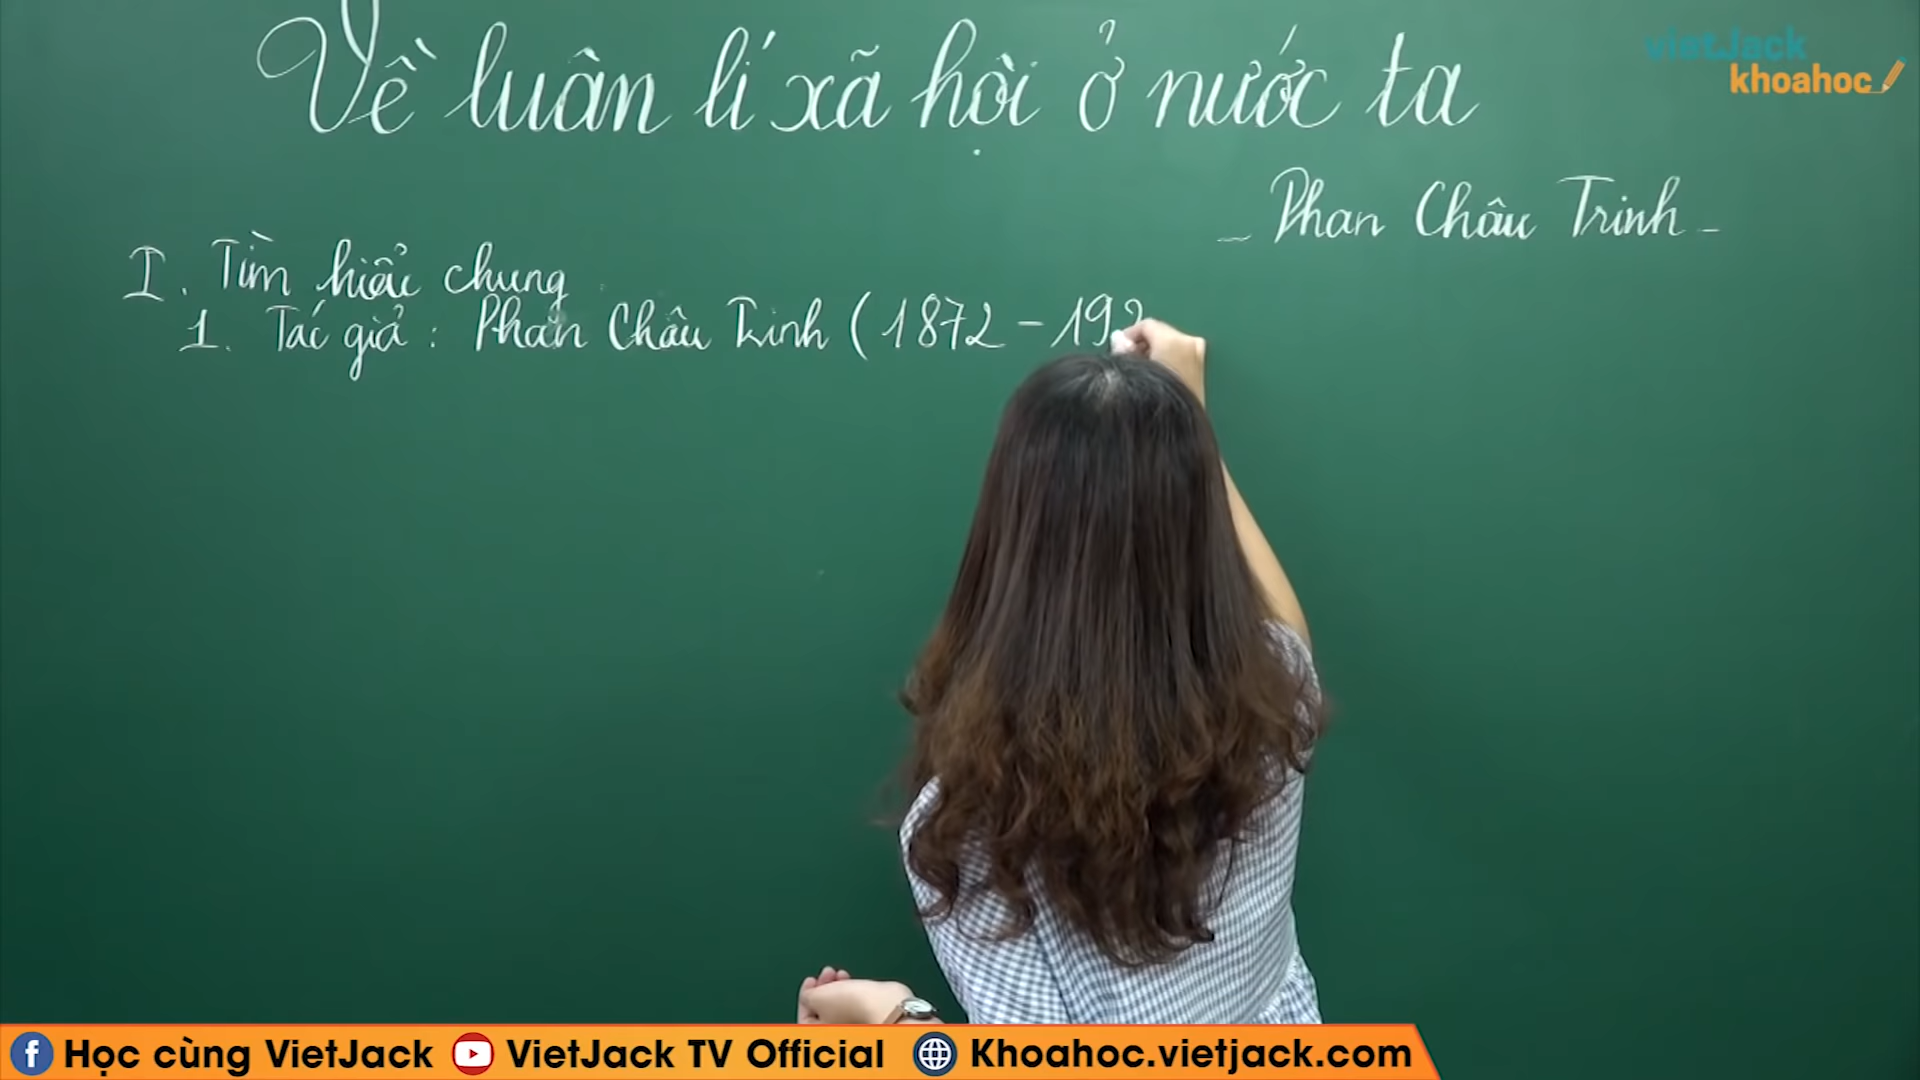 Về luân lí xã hội ở nước ta
vietJack
khoahoc
_ Phan Châu Trinh -
I. Tìm hiểu chung
1. Tác giả : Phan Châu Trinh ( 1872 - 192
Học cùng VietJack VietJack TV Official Khoahoc.vietjack.com